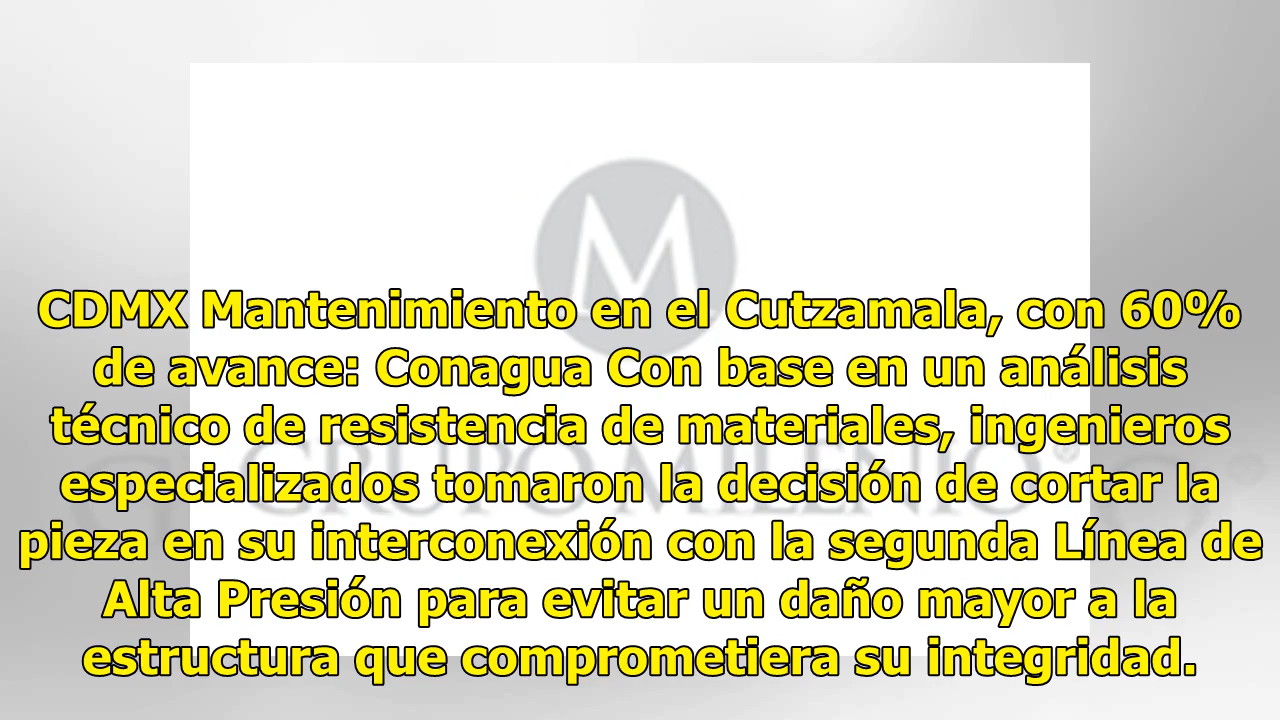 M
CDMX Mantenimiento en el Cutzamala, con 60%
de avance: Conagua Con base en un análisis
técnico de resistencia de materiales, ingenieros
GRUPO MILENIO®
especializados tomaron la decisión de cortar la
pieza en su interconexión con la segunda Línea de
Alta Presión para evitar un daño mayor a la
estructura que comprometiera su integridad.